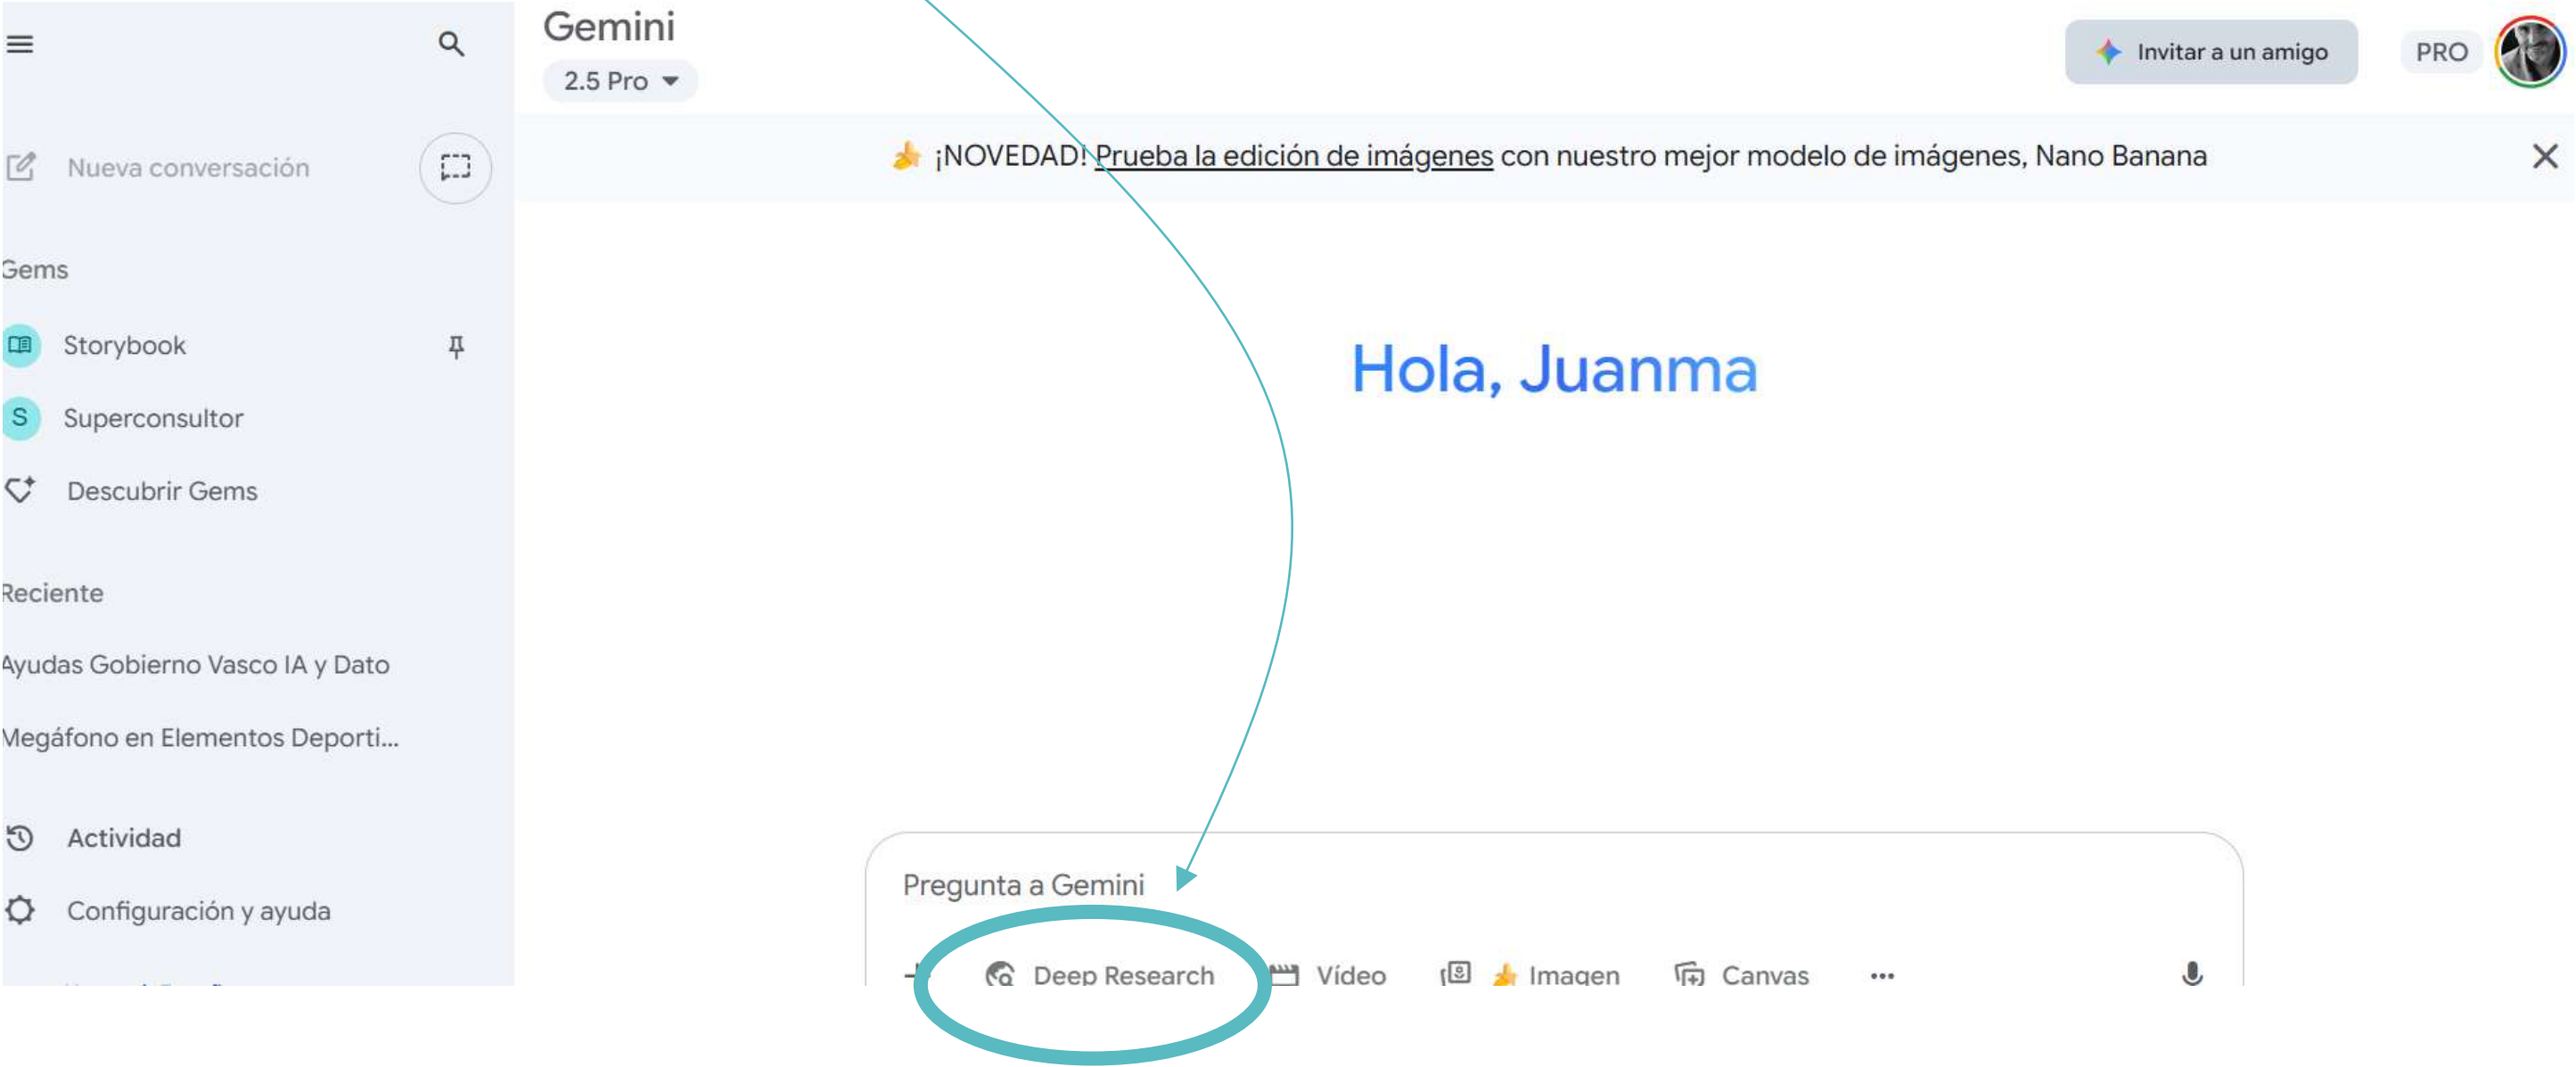 Gemini
2.5 Pro
Invitar a un amigo
PRO
Nueva conversación
¡NOVEDAD! Prueba la edición de imágenes con nuestro mejor modelo de imágenes, Nano Banana
Gems
Storybook
S
Superconsultor
Descubrir Gems
Hola, Juanma
Reciente
Ayudas Gobierno Vasco IA y Dato
Megáfono en Elementos Deporti...
Actividad
Configuración y ayuda
Pregunta a Gemini
Deep Research
Vídeo
Imagen
Canvas